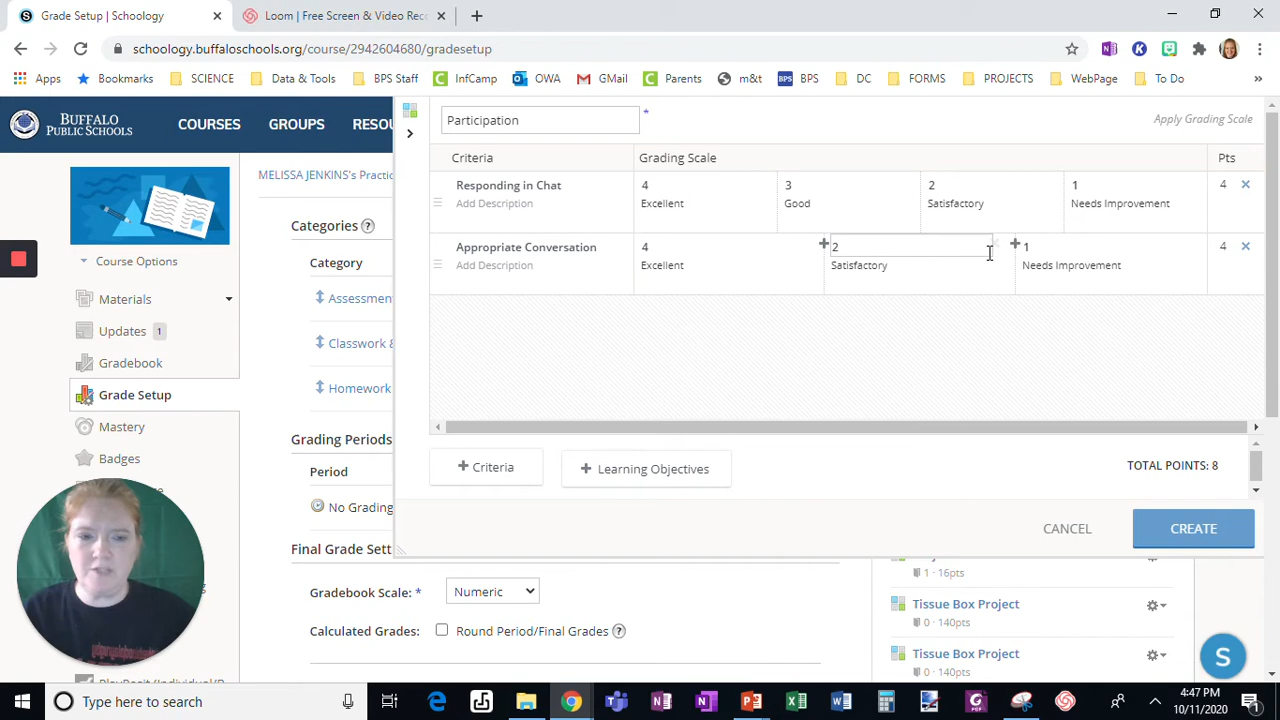 Grade Setup | Schoology
Loom | Free Screen & Video Rec
schoology.buffaloschools.org/course/2942604680/gradesetup
Apps
Bookmarks
SCIENCE
Data & Tools
BPS Staff
InfCamp
OWA
GMail
Parents
m&t
BPS
DC
FORMS
PROJECTS
WebPage
To Do
BUFFALO
PUBLIC SCHOOLS
COURSES
GROUPS
RESOU
Participation *
Apply Grading Scale
Criteria
Grading Scale
Pts
Responding in Chat
Add Description
4
Excellent
3
Good
2
Satisfactory
1
Needs Improvement
4
Appropriate Conversation
Add Description
4
Excellent
2
Satisfactory
1
Needs Improvement
4
+ Criteria
+ Learning Objectives
TOTAL POINTS: 8
CANCEL
CREATE
MELISSA JENKINS's Practic
Categories ?
Category
Assessment
Classwork &
Homework
Grading Periods
Period
No Grading
Final Grade Sett
Gradebook Scale: * Numeric
Calculated Grades: Round Period/Final Grades ?
Course Options
Materials
Updates 1
Gradebook
Grade Setup
Mastery
Badges
1 · 16pts
Tissue Box Project
0 · 140pts
Tissue Box Project
0 · 140pts
S
Type here to search
4:47 PM
10/11/2020